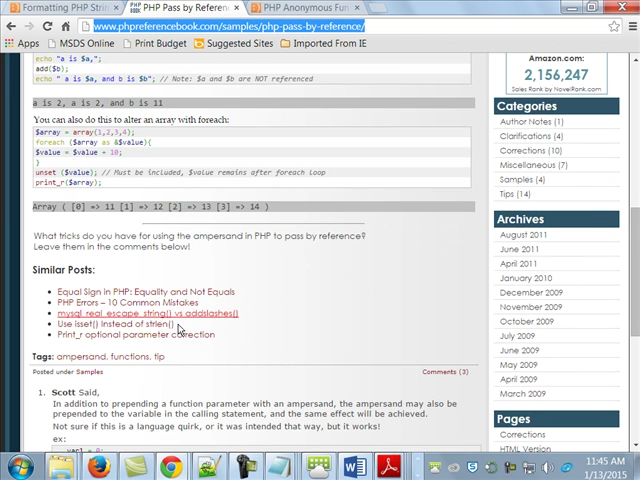 Formatting PHP Strin
PHP Pass by Referenc
PHP Anonymous Fun
www.phpreferencebook.com/samples/php-pass-by-reference/
Apps
MSDS Online
Print Budget
Suggested Sites
Imported From IE
echo "a is $a,";
add($b);
echo " a is $a, and b is $b"; // Note: $a and $b are NOT referenced
a is 2, a is 2, and b is 11
You can also do this to alter an array with foreach:
$array = array(1,2,3,4);
foreach ($array as &$value){
$value = $value + 10;
}
unset ($value); // Must be included, $value remains after foreach loop
print_r($array);
Array ( [0] => 11 [1] => 12 [2] => 13 [3] => 14 )
What tricks do you have for using the ampersand in PHP to pass by reference?
Leave them in the comments below!
Similar Posts:
Equal Sign in PHP: Equality and Not Equals
PHP Errors – 10 Common Mistakes
mysql_real_escape_string() vs addslashes()
Use isset() Instead of strlen()
Print_r optional parameter correction
Tags: ampersand, functions, tip
Posted under Samples
Comments (3)
1. Scott Said,
In addition to prepending a function parameter with an ampersand, the ampersand may also be
prepended to the variable in the calling statement, and the same effect will be achieved.
Not sure if this is a language quirk, or it was intended that way, but it works!
ex:
Amazon.com:
2,156,247
Sales Rank by NovelRank.com
Categories
Author Notes (1)
Clarifications (4)
Corrections (10)
Miscellaneous (7)
Samples (4)
Tips (14)
Archives
August 2011
June 2011
April 2011
January 2010
December 2009
November 2009
October 2009
July 2009
June 2009
May 2009
April 2009
March 2009
Pages
Corrections
HTML Version
11:45 AM
1/13/2015